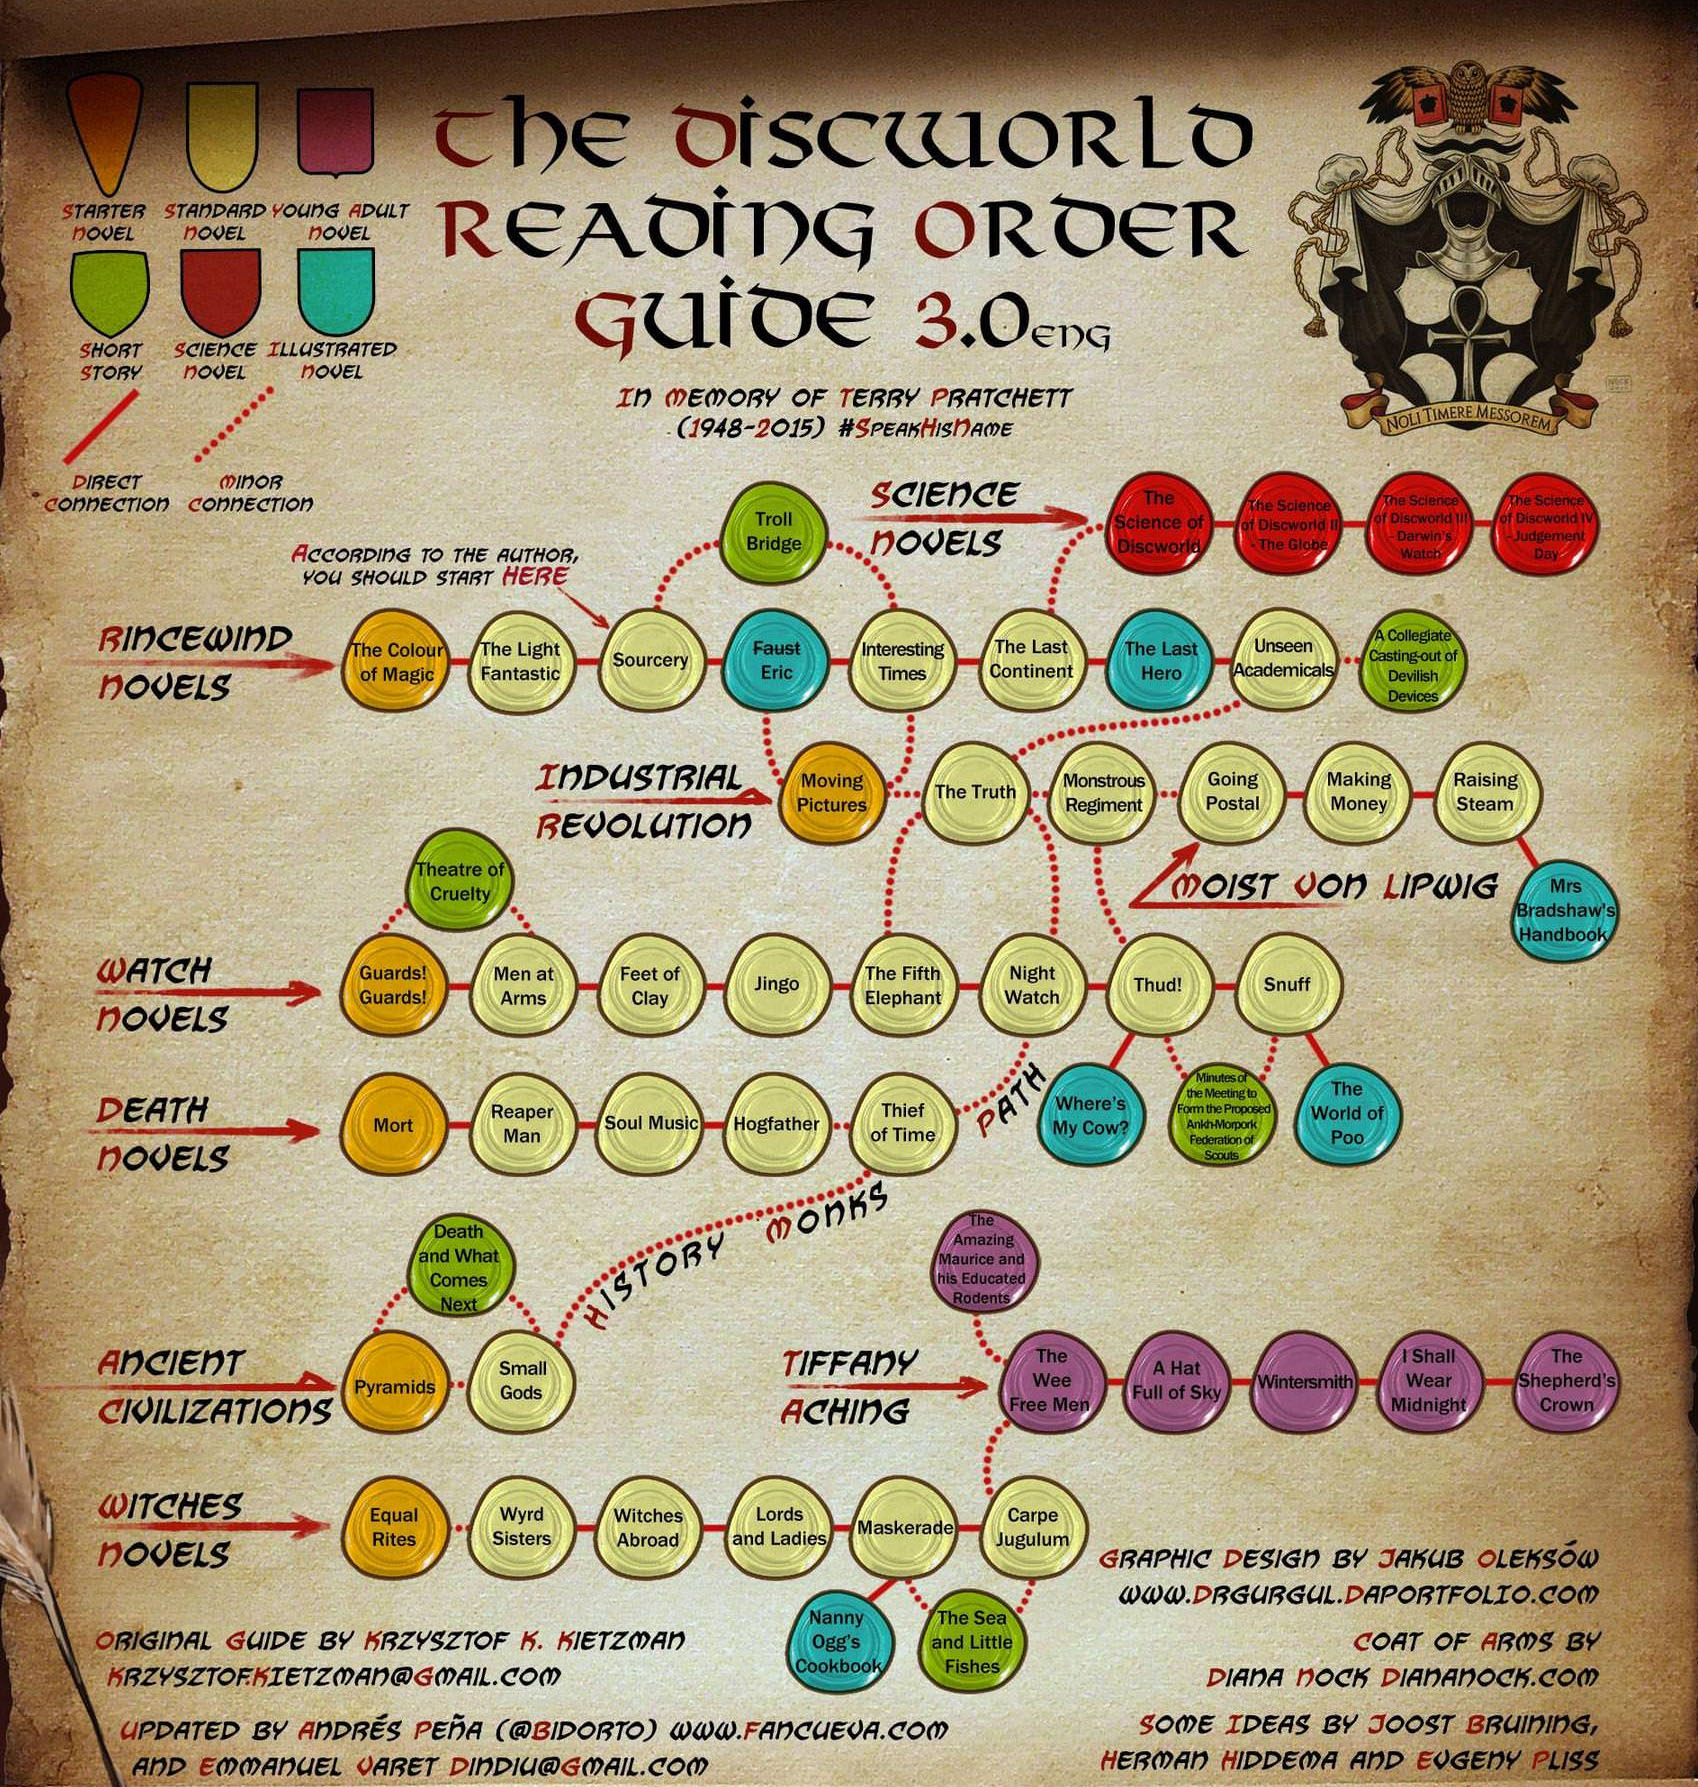 The Discworld
Reading Order
Guide 3.0 ENG
In Memory of Terry Pratchett
(1948-2015) #SpeakHisName
Starter
Novel
Standard
Novel
Young Adult
Novel
Short
Story
Science
Novel
Illustrated
Novel
Direct
Connection
Minor
Connection
Noli Timere Messorem
According to the author,
you should start HERE
Troll
Bridge
Science
Novels
The
Science of
Discworld
The Science
of Discworld II
- The Globe
The Science
of Discworld III
- Darwin's
Watch
The Science
of Discworld IV
- Judgement
Day
Rincewind
Novels
The Colour
of Magic
The Light
Fantastic
Sourcery
Faust
Eric
Interesting
Times
The Last
Continent
The Last
Hero
Unseen
Academicals
A Collegiate
Casting-out of
Devilish
Devices
Industrial
Revolution
Moving
Pictures
The Truth
Monstrous
Regiment
Going
Postal
Making
Money
Raising
Steam
Moist Von Lipwig
Mrs
Bradshaw's
Handbook
Theatre of
Cruelty
Watch
Novels
Guards!
Guards!
Men at
Arms
Feet of
Clay
Jingo
The Fifth
Elephant
Night
Watch
Thud!
Snuff
Where's
My Cow?
Minutes of
the Meeting to
Form the Proposed
Ankh-Morpork
Federation of
Scouts
The
World of
Poo
Death
Novels
Mort
Reaper
Man
Soul Music
Hogfather
Thief
of Time
Path
History Monks
Death
and What
Comes
Next
Ancient
Civilizations
Pyramids
Small
Gods
The
Amazing
Maurice and
his Educated
Rodents
Tiffany
Aching
The
Wee
Free Men
A Hat
Full of Sky
Wintersmith
I Shall
Wear
Midnight
The
Shepherd's
Crown
Witches
Novels
Equal
Rites
Wyrd
Sisters
Witches
Abroad
Lords
and Ladies
Maskerade
Carpe
Jugulum
Nanny
Ogg's
Cookbook
The Sea
and Little
Fishes
Original Guide by Krzysztof K. Kietzman
Krzysztof.Kietzman@Gmail.com
Updated by Andrés Peña (@Bidorto) www.Fancueva.com
and Emmanuel Varet Dindiu@Gmail.com
Graphic Design by Jakub Oleksów
www.DrGurgul.Daportfolio.com
Coat of Arms by
Diana Nock Diananock.com
Some Ideas by Joost Bruining,
Herman Hiddema and Evgeny Pliss